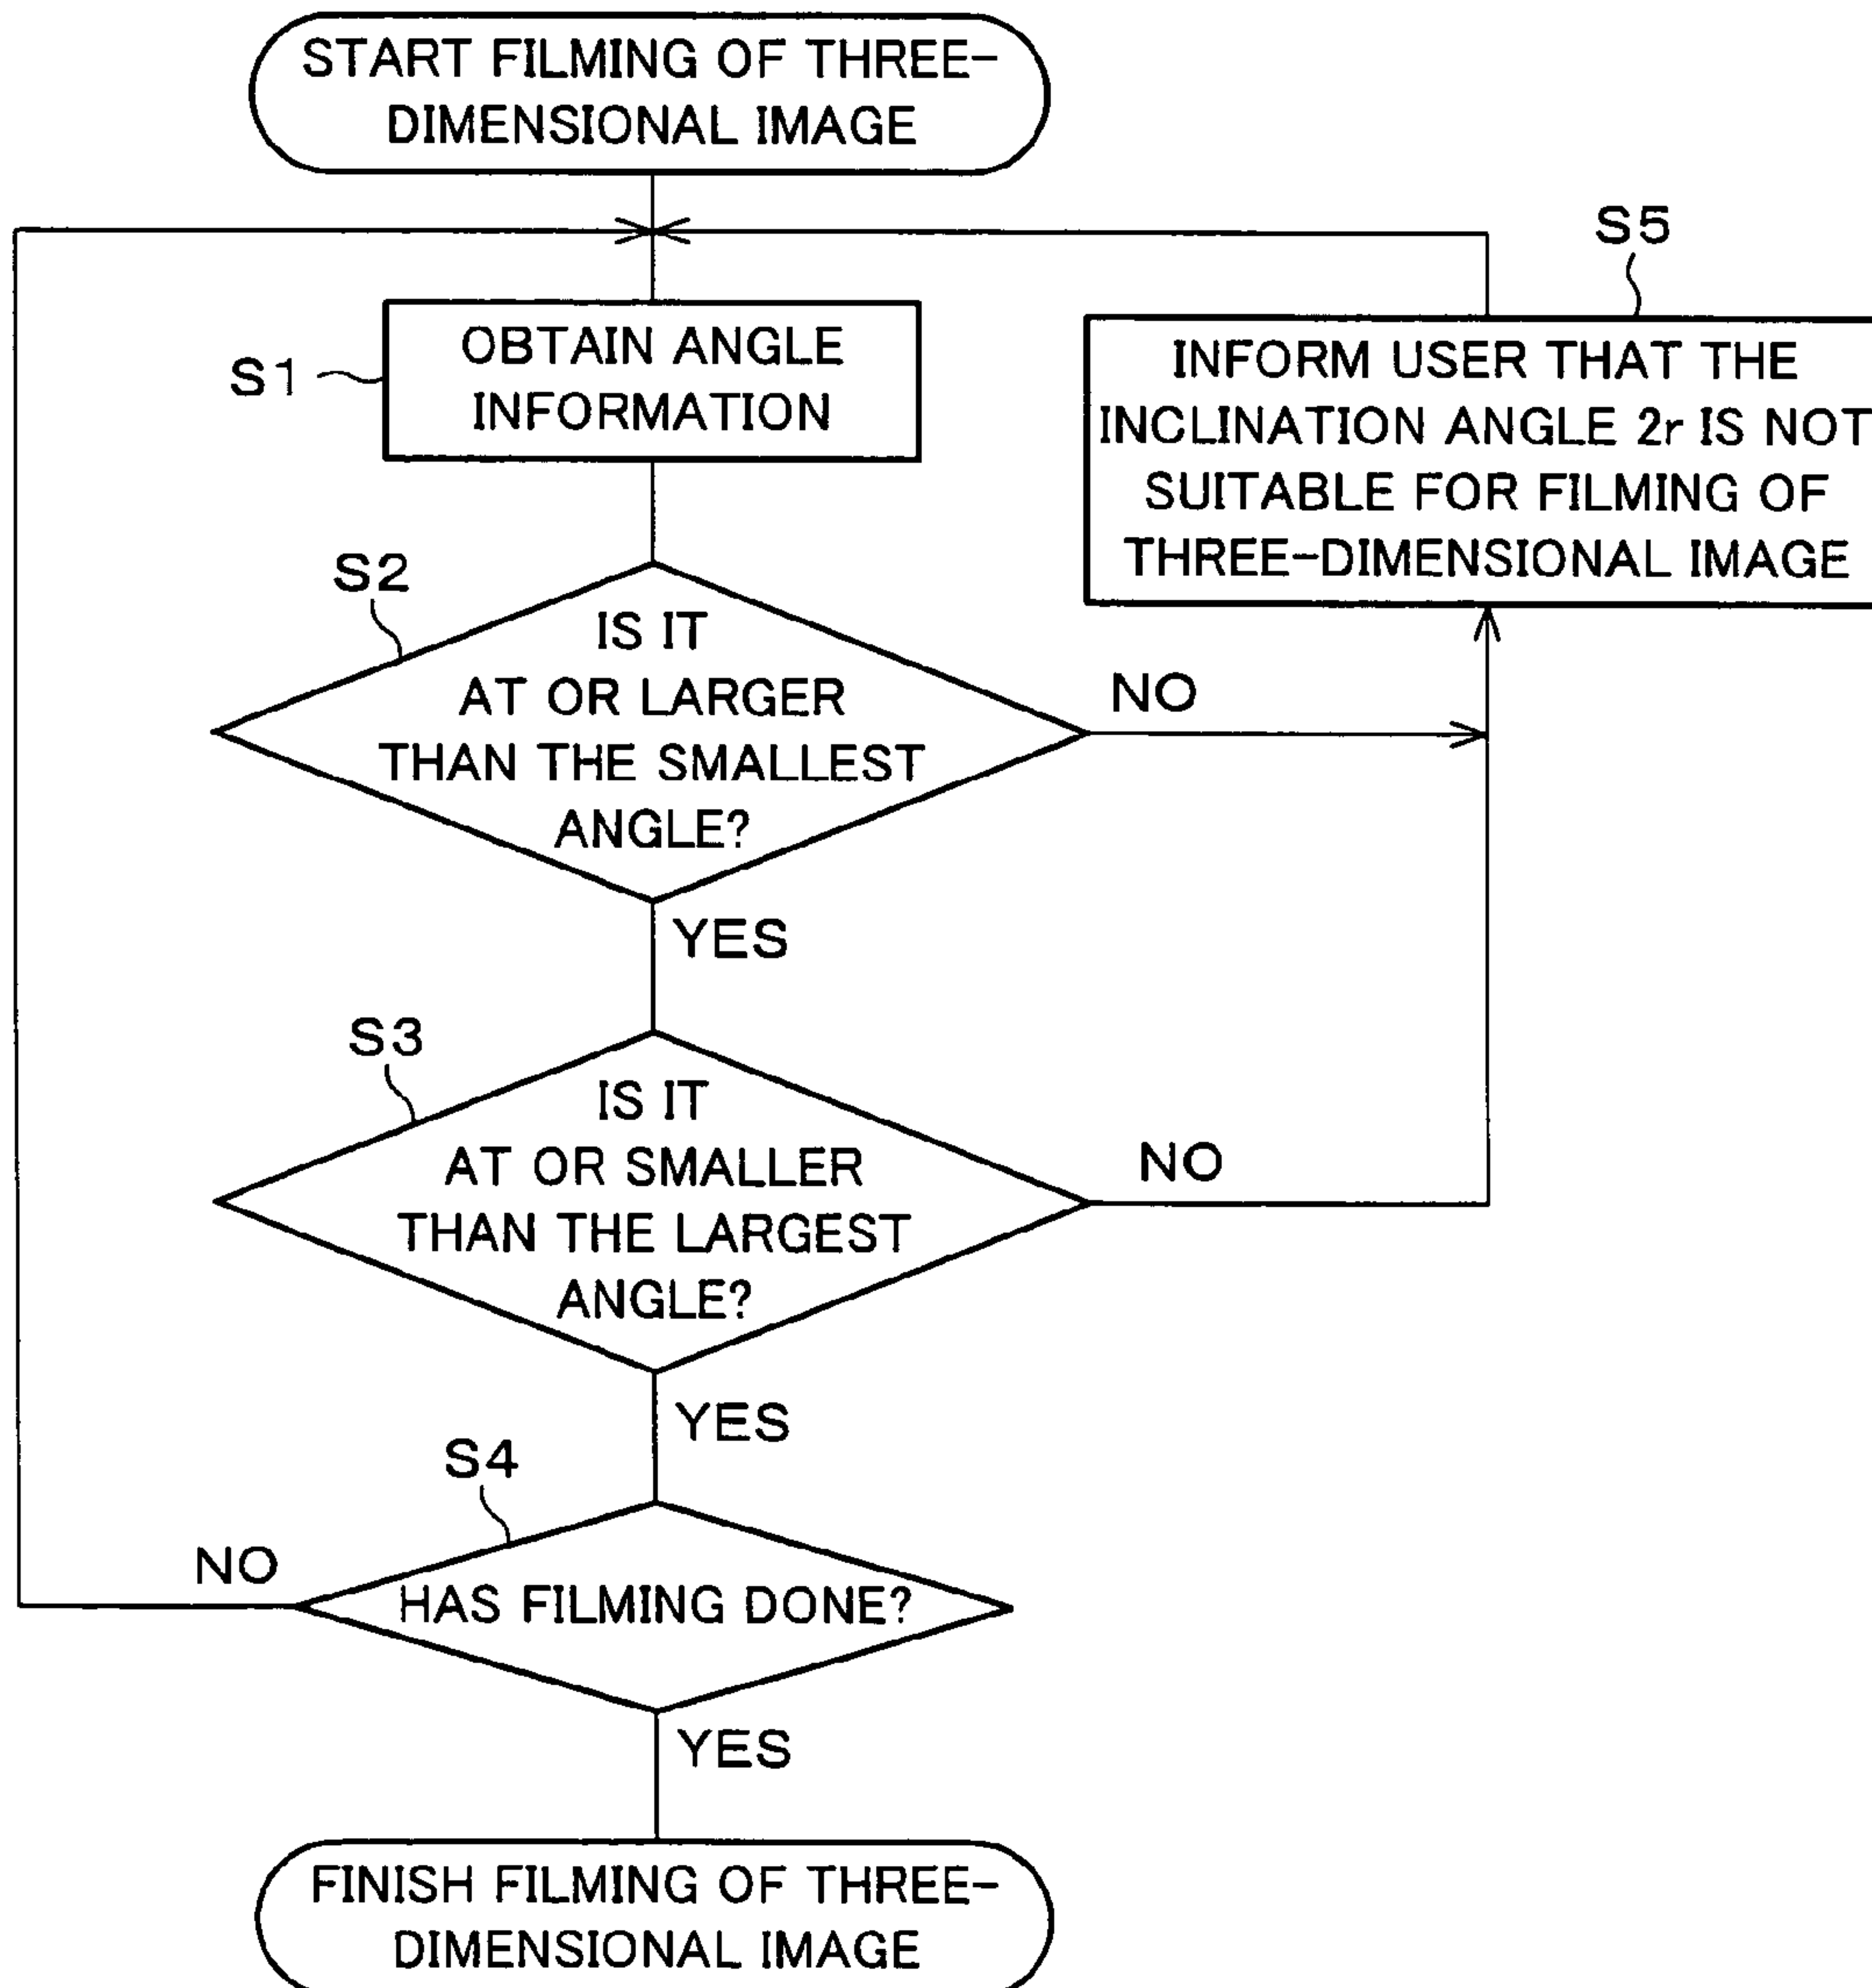 START FILMING OF THREE-
DIMENSIONAL IMAGE
S5
S1
OBTAIN ANGLE
INFORMATION
INFORM USER THAT THE
INCLINATION ANGLE 2r IS NOT
SUITABLE FOR FILMING OF
THREE-DIMENSIONAL IMAGE
S2
IS IT
AT OR LARGER
THAN THE SMALLEST
ANGLE?
NO
YES
S3
IS IT
AT OR SMALLER
THAN THE LARGEST
ANGLE?
NO
YES
S4
NO
HAS FILMING DONE?
YES
FINISH FILMING OF THREE-
DIMENSIONAL IMAGE